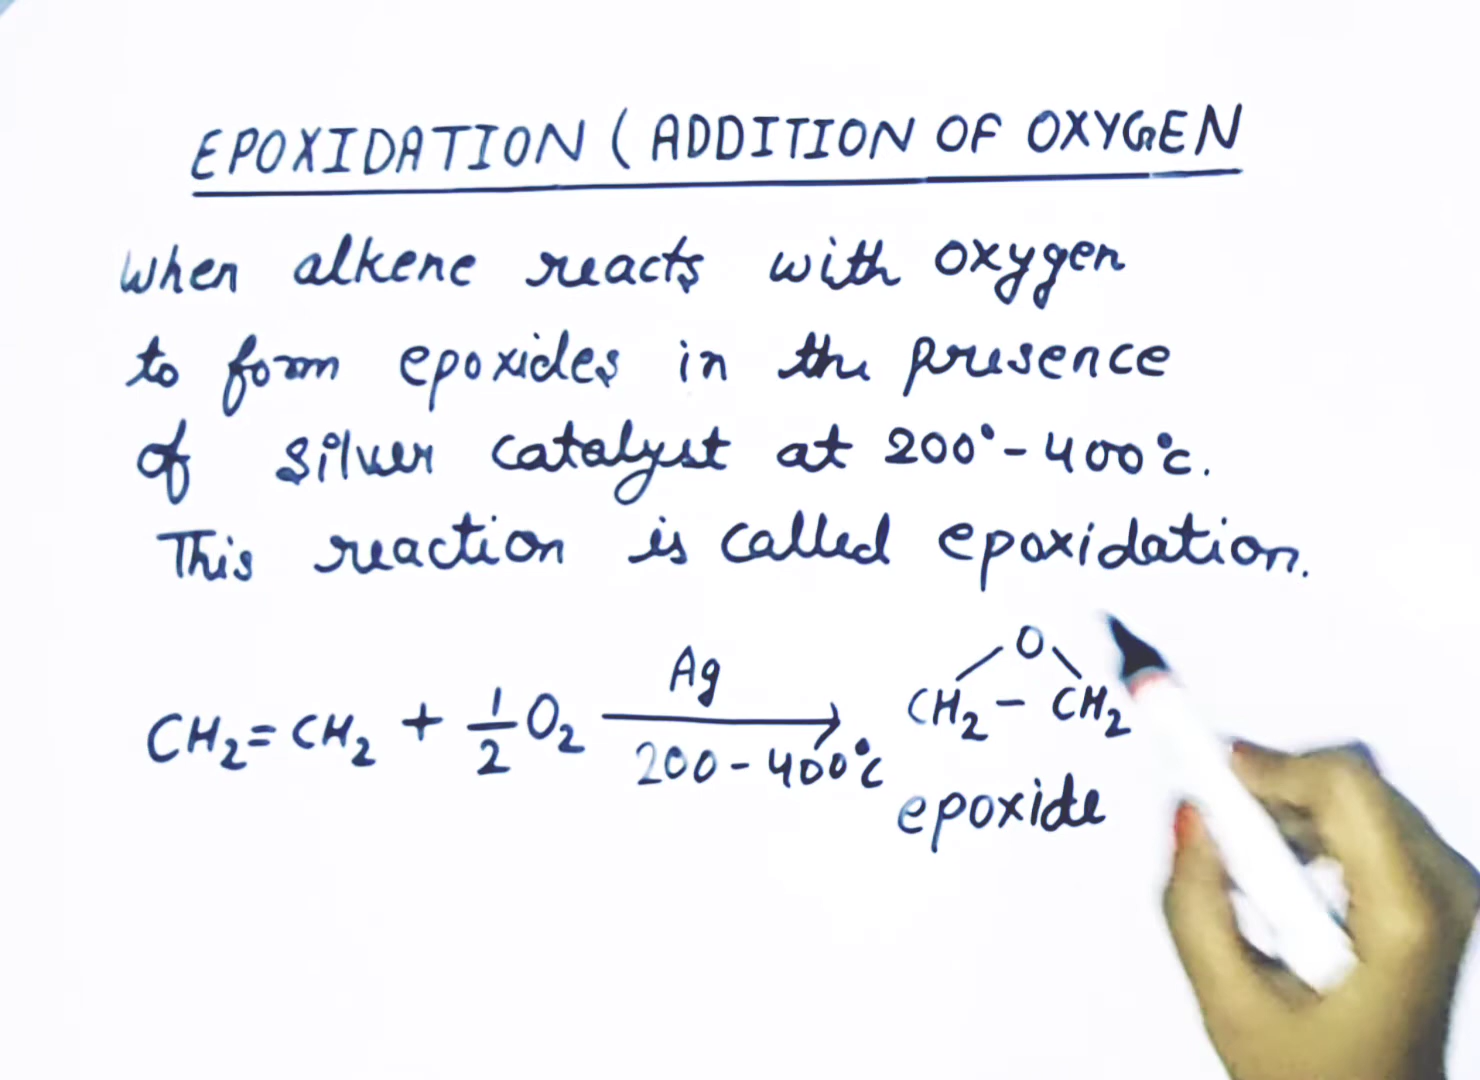 EPOXIDATION (ADDITION OF OXYGEN
when alkene reacts with oxygen
to form epoxides in the presence
of silver catalyst at 200°-400°c.
This reaction is called epoxidation.
CH₂=CH₂ + 1/2 O₂ Ag 200-400°c → CH₂-CH₂ O
epoxide